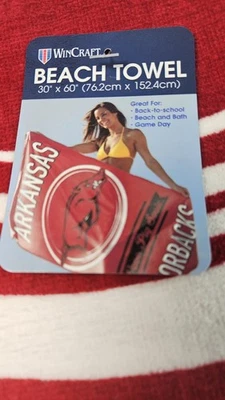 WINCRAFT
BEACH TOWEL
30" x 60" (76.2cm x 152.4cm)
Great For:
- Back-to-school
- Beach and Bath
- Game Day
ARKANSAS
ORBACKS